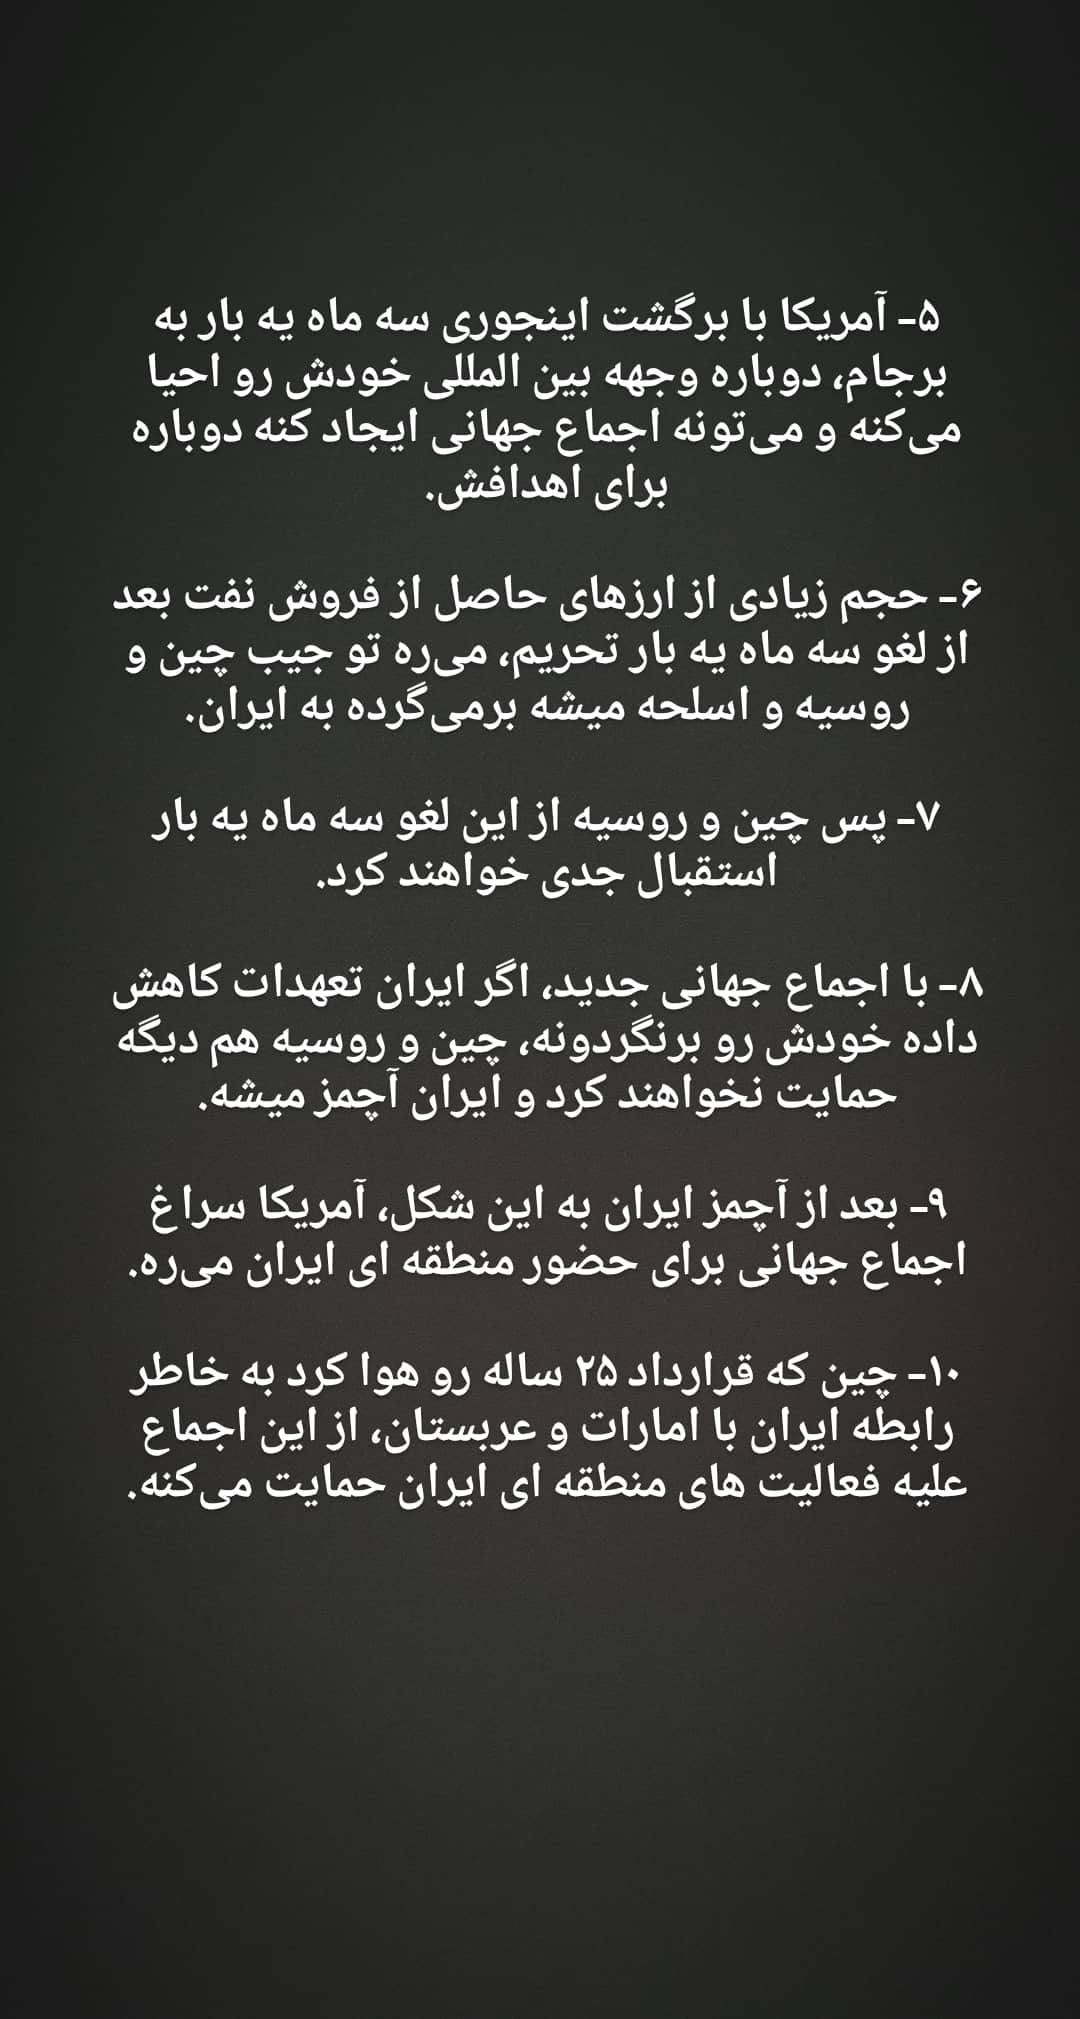 ۵- آمریکا با برگشت اینجوری سه ماه یه بار به
برجام، دوباره وجهه بین المللی خودش رو احیا
می‌کنه و می‌تونه اجماع جهانی ایجاد کنه دوباره
برای اهدافش.
۶- حجم زیادی از ارزهای حاصل از فروش نفت بعد
از لغو سه ماه یه بار تحریم، می‌ره تو جیب چین و
روسیه و اسلحه میشه برمی‌گرده به ایران.
۷- پس چین و روسیه از این لغو سه ماه یه بار
استقبال جدی خواهند کرد.
۸- با اجماع جهانی جدید، اگر ایران تعهدات کاهش
داده خودش رو برنگردونه، چین و روسیه هم دیگه
حمایت نخواهند کرد و ایران آچمز میشه.
۹- بعد از آچمز ایران به این شکل، آمریکا سراغ
اجماع جهانی برای حضور منطقه ای ایران می‌ره.
۱۰- چین که قرارداد ۲۵ ساله رو هوا کرد به خاطر
رابطه ایران با امارات و عربستان، از این اجماع
علیه فعالیت های منطقه ای ایران حمایت می‌کنه.